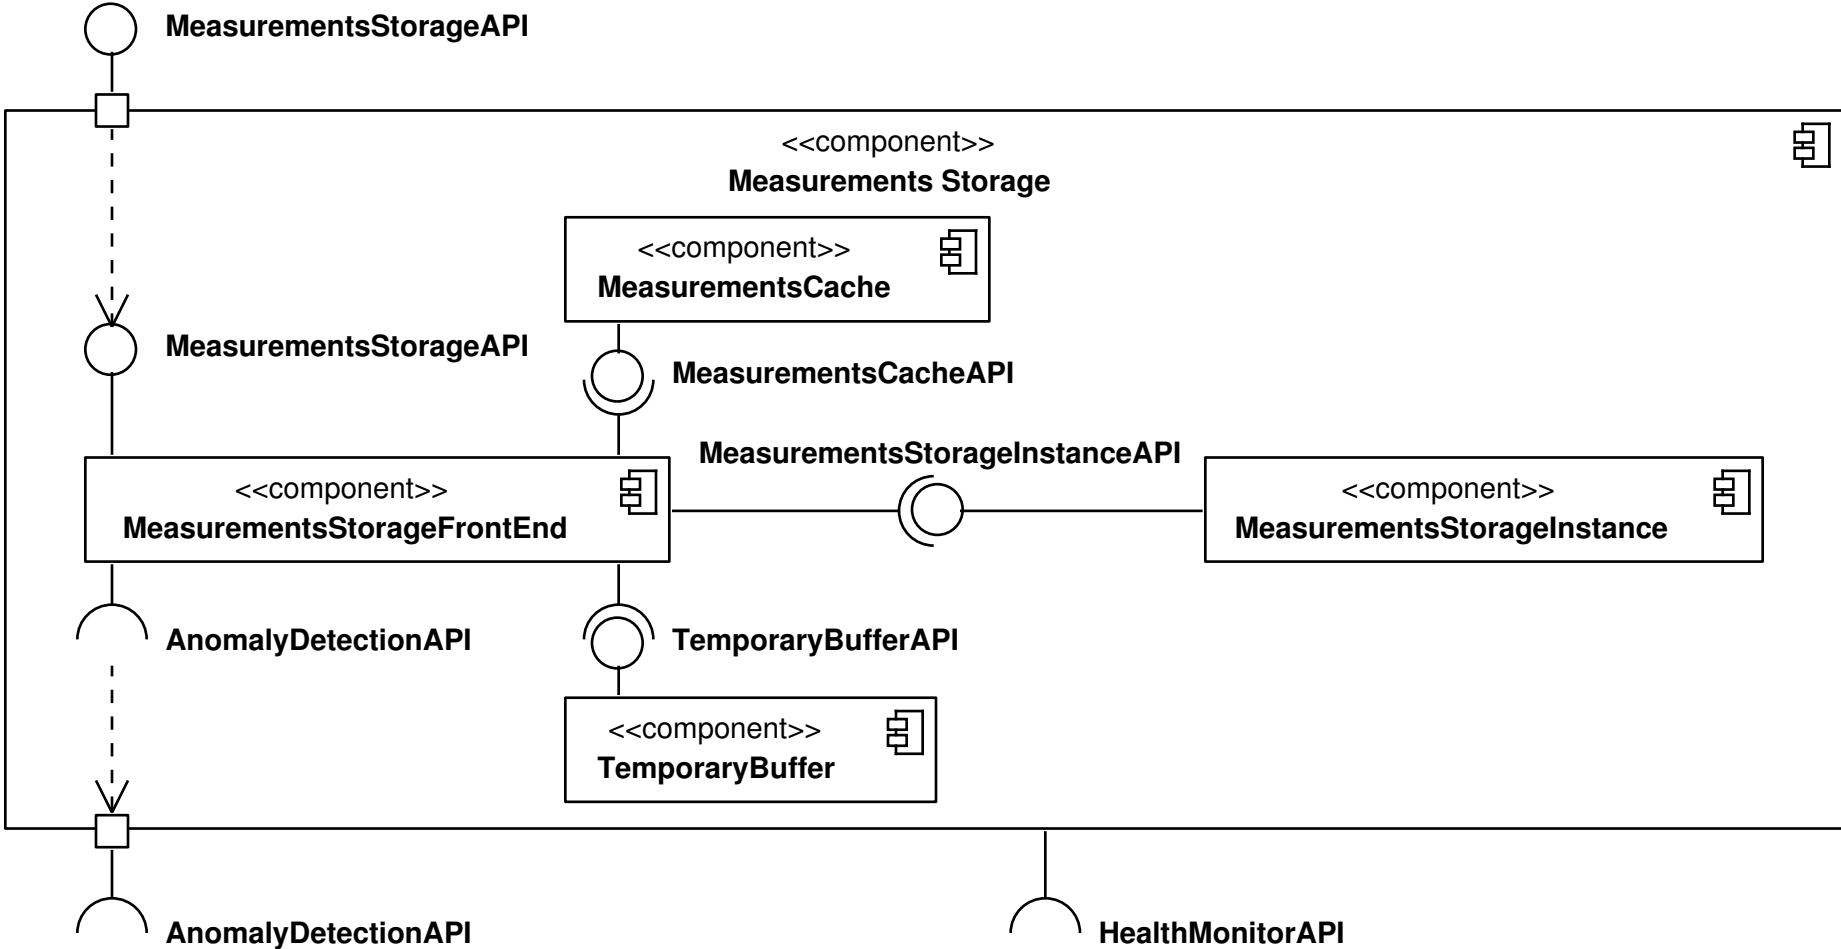 MeasurementsStorageAPI
<<component>>
Measurements Storage
<<component>>
MeasurementsCache
MeasurementsStorageAPI
MeasurementsCacheAPI
MeasurementsStorageInstanceAPI
<<component>>
MeasurementsStorageFrontEnd
<<component>>
MeasurementsStorageInstance
AnomalyDetectionAPI
TemporaryBufferAPI
<<component>>
TemporaryBuffer
AnomalyDetectionAPI
HealthMonitorAPI